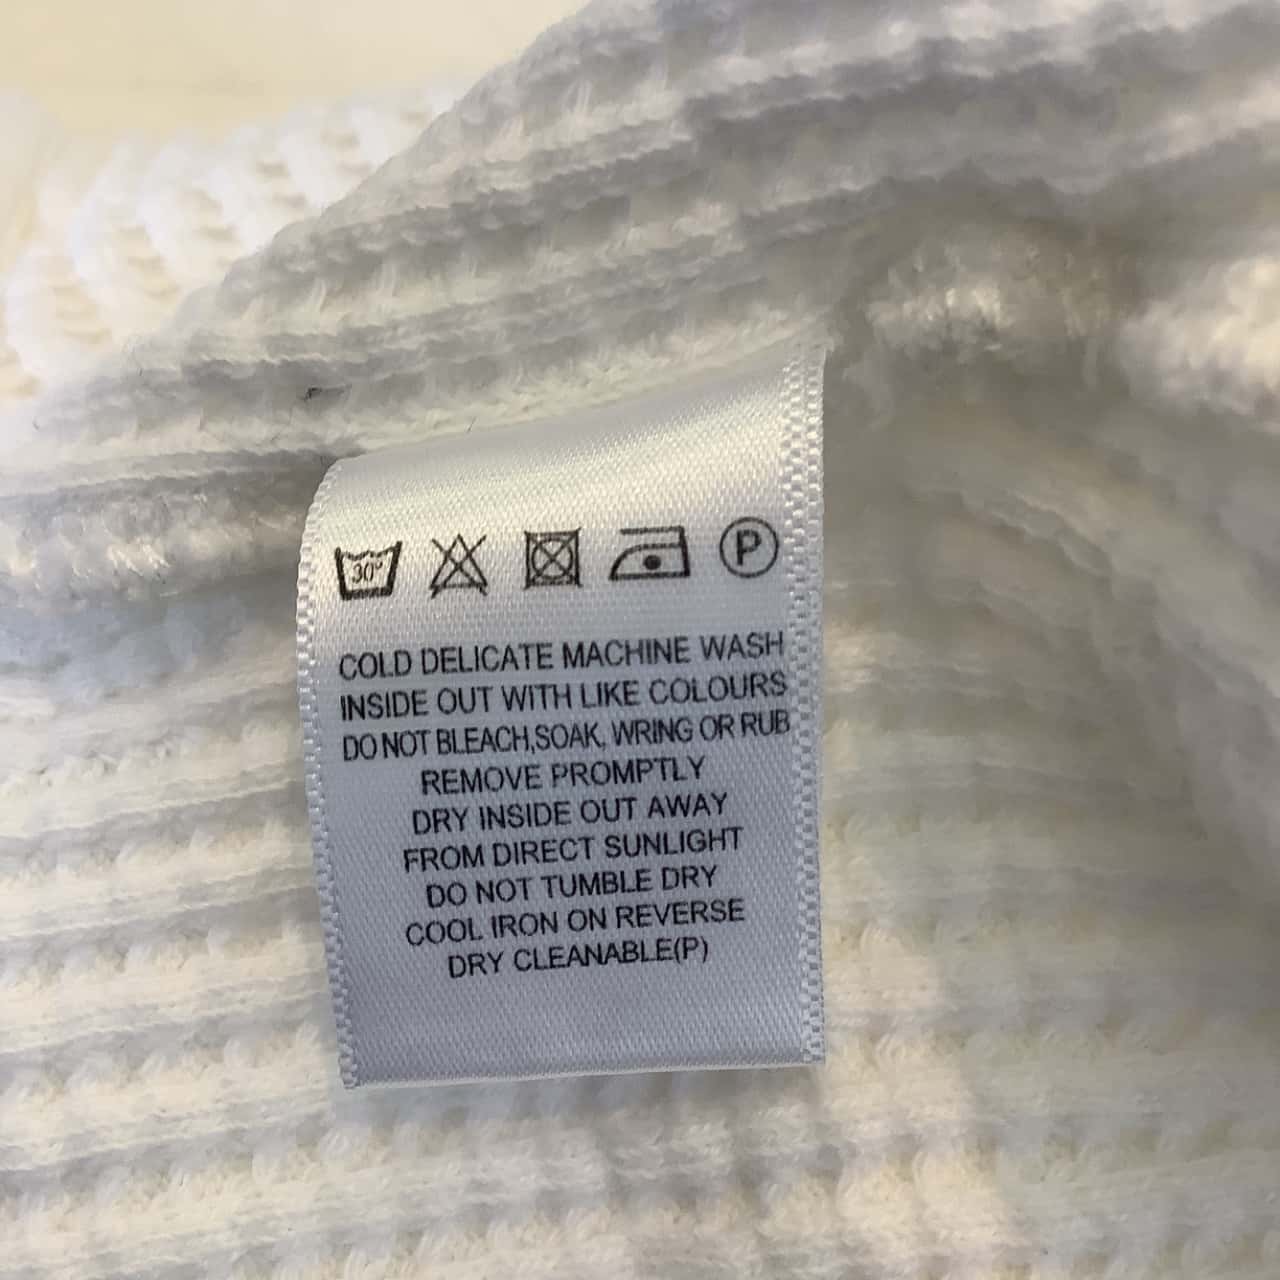 30°
P
COLD DELICATE MACHINE WASH
INSIDE OUT WITH LIKE COLOURS
DO NOT BLEACH,SOAK, WRING OR RUB
REMOVE PROMPTLY
DRY INSIDE OUT AWAY
FROM DIRECT SUNLIGHT
DO NOT TUMBLE DRY
COOL IRON ON REVERSE
DRY CLEANABLE(P)